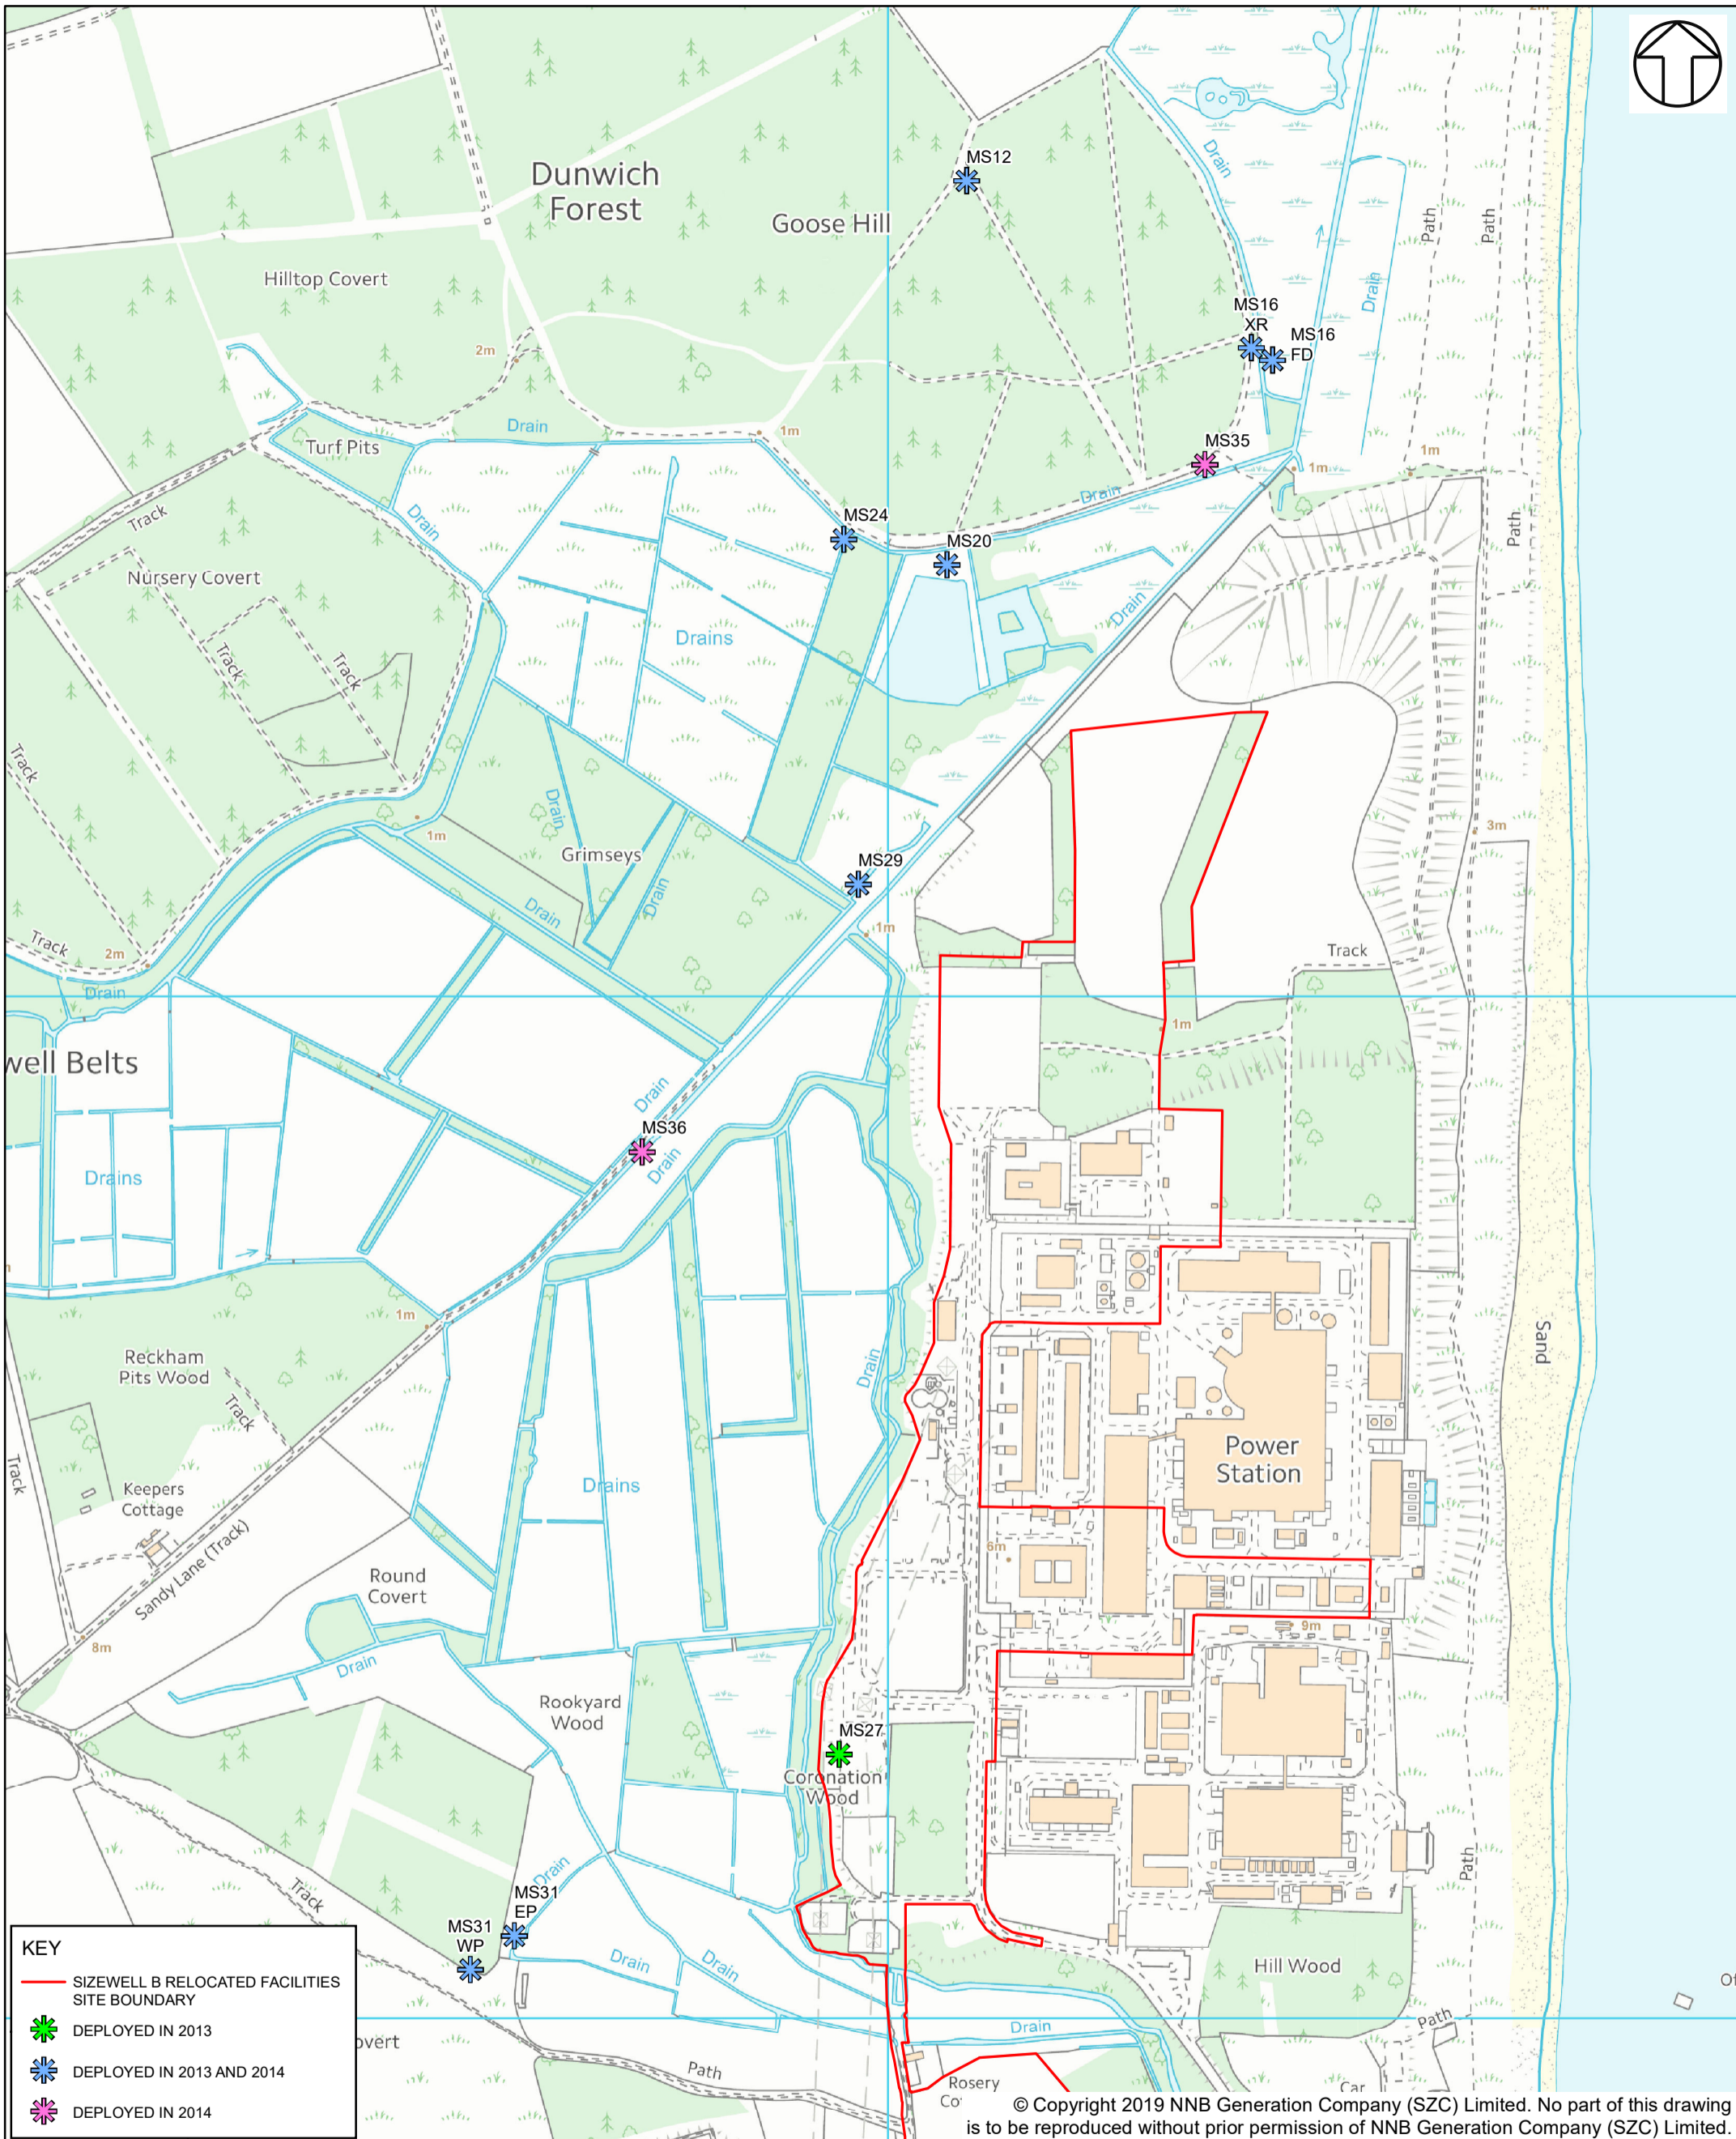 2m
Drain
MS12
Dunwich
Forest
Goose Hill
Path
Path
Hilltop Covert
Drain
MS16
XR
MS16
FD
2m
Drain
1m
Turf Pits
MS35
1m
1m
Track
Drain
Drain
MS24
Path
MS20
Nursery Covert
Drain
Drains
Track
Track
Track
Drain
1m
3m
Grimseys
MS29
Drain
Drain
1m
Track
2m
Track
Drain
1m
well Belts
Drain
MS36
Drain
Drains
1m
Sand
Reckham
Pits Wood
Drain
Track
Power
Station
Track
Keepers
Cottage
Drains
6m
Sandy Lane (Track)
Round
Covert
9m
8m
Drain
Rookyard
Wood
MS27
Coronation
Wood
Path
Drain
Track
MS31
EP
MS31
WP
Drain
Drain
Hill Wood
Path
Drain
overt
Path
Rosery
Car
KEY
SIZEWELL B RELOCATED FACILITIES
SITE BOUNDARY
DEPLOYED IN 2013
DEPLOYED IN 2013 AND 2014
DEPLOYED IN 2014
© Copyright 2019 NNB Generation Company (SZC) Limited. No part of this drawing
is to be reproduced without prior permission of NNB Generation Company (SZC) Limited.